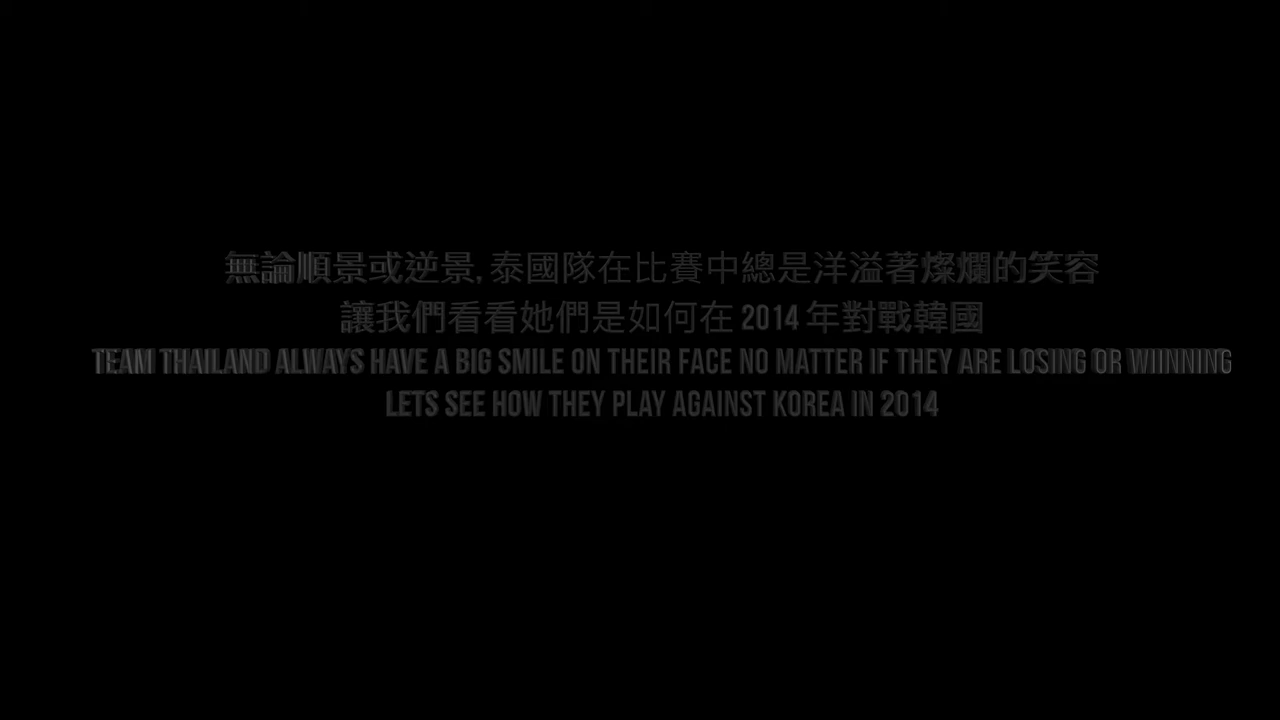 無論順景或逆景, 泰國隊在比賽中總是洋溢著燦爛的笑容
讓我們看看她們是如何在 2014 年對戰韓國
TEAM THAILAND ALWAYS HAVE A BIG SMILE ON THEIR FACE NO MATTER IF THEY ARE LOSING OR WIINNING
LETS SEE HOW THEY PLAY AGAINST KOREA IN 2014